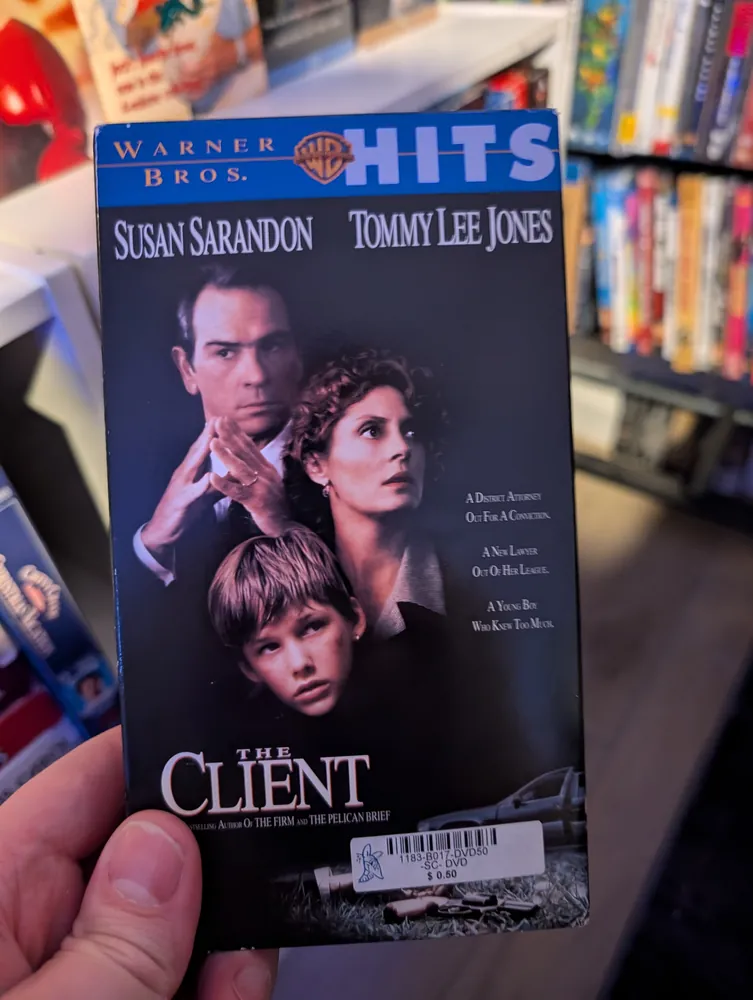 WARNER
BROS.
WB
HITS
SUSAN SARANDON TOMMY LEE JONES
A DISTRICT ATTORNEY
OUT FOR A CONVICTION.
A NEW LAWYER
OUT OF HER LEAGUE.
A YOUNG BOY
WHO KNEW TOO MUCH.
THE
CLIENT
AUTHOR OF THE FIRM AND THE PELICAN BRIEF
1183-B017-DVD50
-SC- DVD
$ 0.50